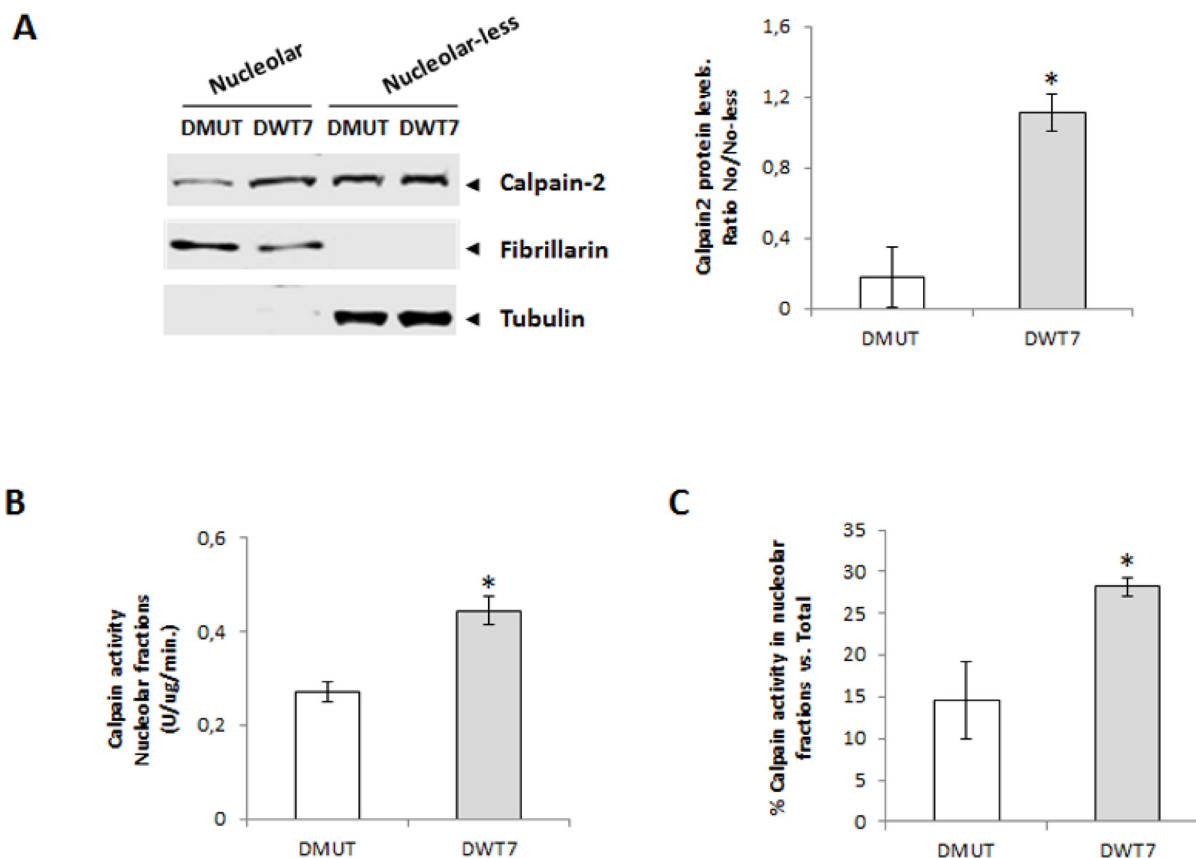 A
Nucleolar
Nucleolar-less
DMUT DWT7 DMUT DWT7
Calpain-2
Fibrillarin
Tubulin
Calpain2 protein levels.
Ratio No/No-less
1,6
1,2
0,8
0,4
0
*
DMUT
DWT7
B
Calpain activity
Nucleolar fractions
(U/ug/min.)
0,6
0,4
0,2
0
*
DMUT
DWT7
C
% Calpain activity in nucleolar
fractions vs. Total
35
30
25
20
15
10
5
0
*
DMUT
DWT7